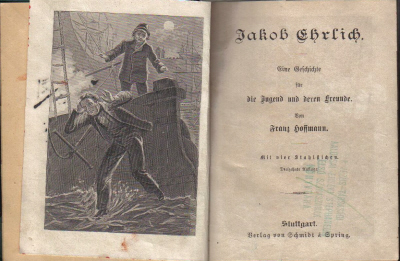 Jakob Ehrlich.
Eine Geschichte
für
die Jugend und deren Freunde.
Von
Franz Hoffmann.
Mit vier Stahlstichen.
Auflage.
Stuttgart.
Verlag von Schmidt & Spring.